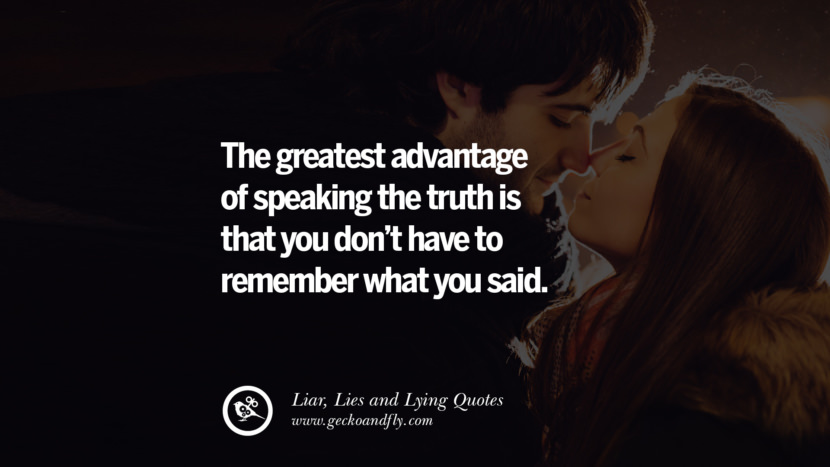 The greatest advantage
of speaking the truth is
that you don’t have to
remember what you said.
Liar, Lies and Lying Quotes
www.geckoandfly.com